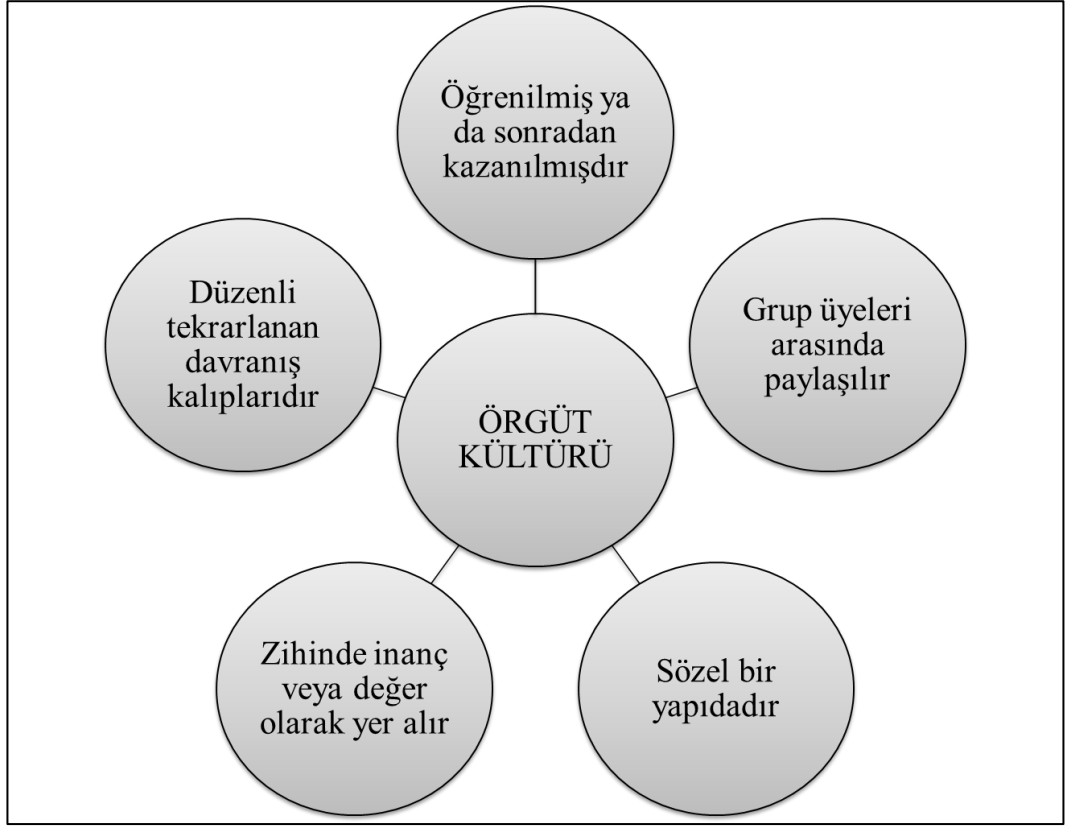 Öğrenilmiş ya
da sonradan
kazanılmışdır
Grup üyeleri
arasında
paylaşılır
Sözel bir
yapıdadır
Zihinde inanç
veya değer
olarak yer alır
Düzenli
tekrarlanan
davranış
kalıplarıdır
ÖRGÜT
KÜLTÜRÜ